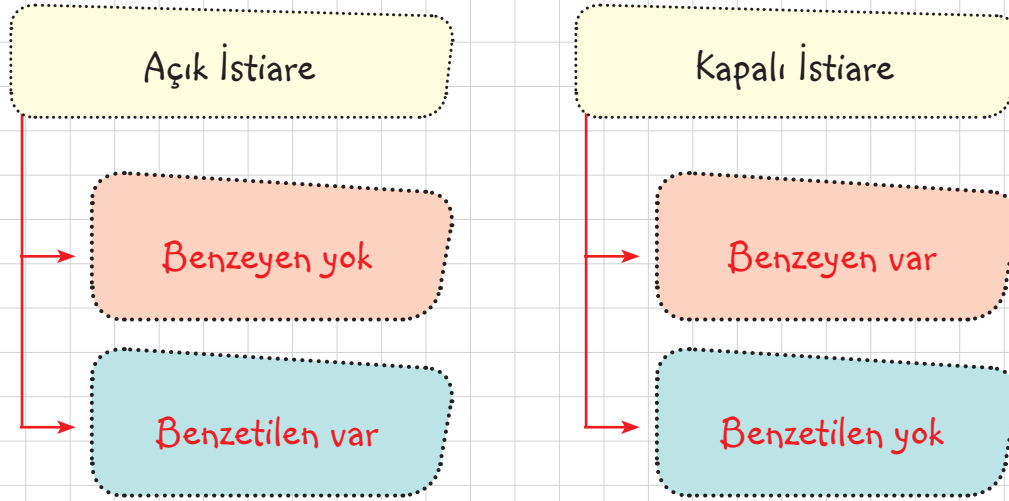 Açık İstiare
Benzeyen yok
Benzetilen var
Kapalı İstiare
Benzeyen var
Benzetilen yok